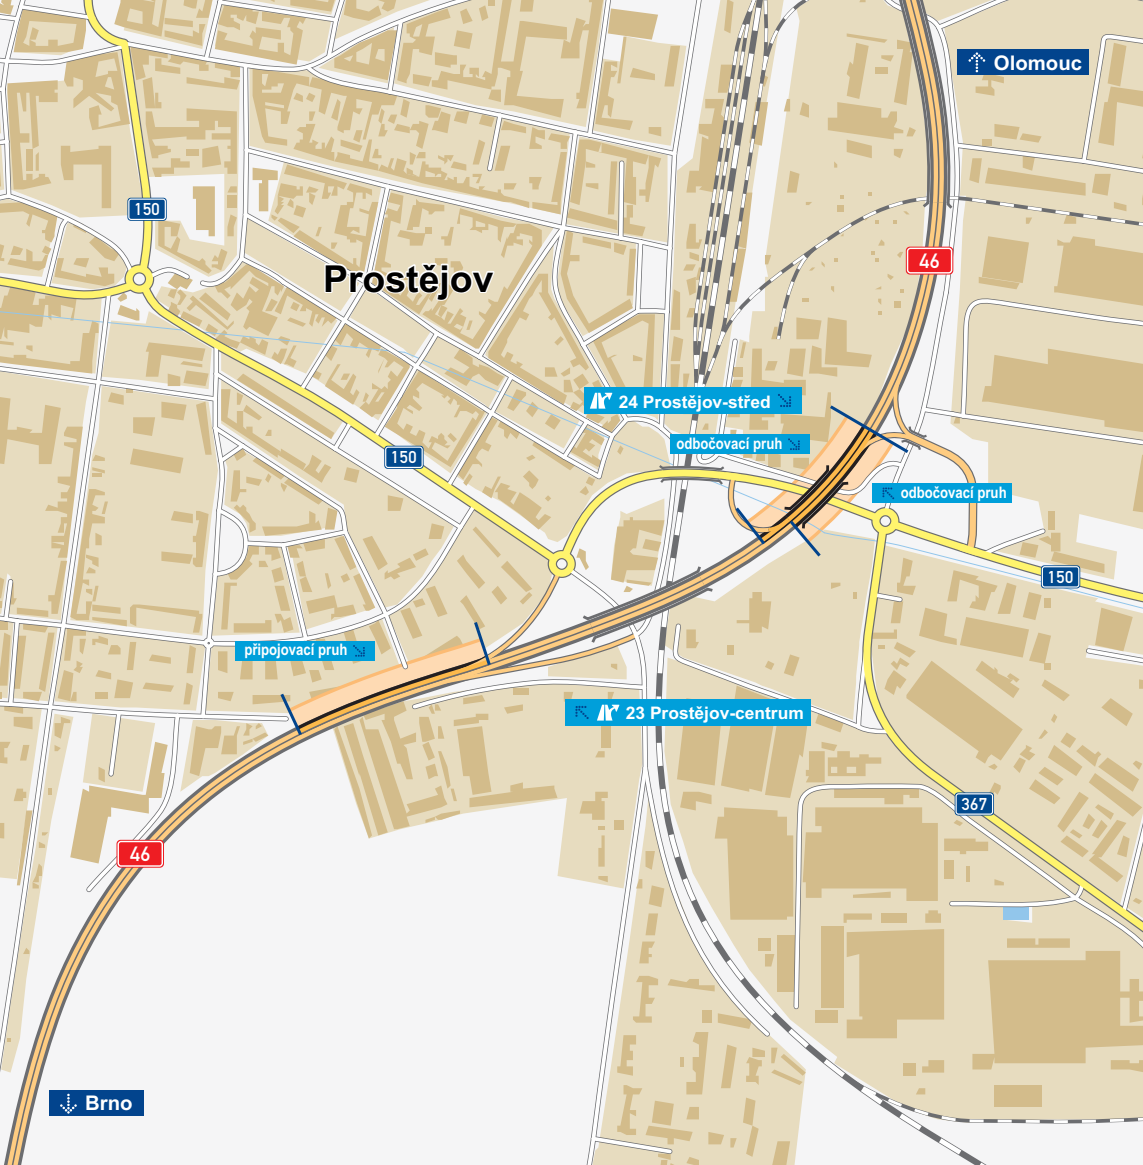 Olomouc
150
46
Prostějov
24 Prostějov-střed
odbočovací pruh
150
odbočovací pruh
150
připojovací pruh
23 Prostějov-centrum
367
46
Brno